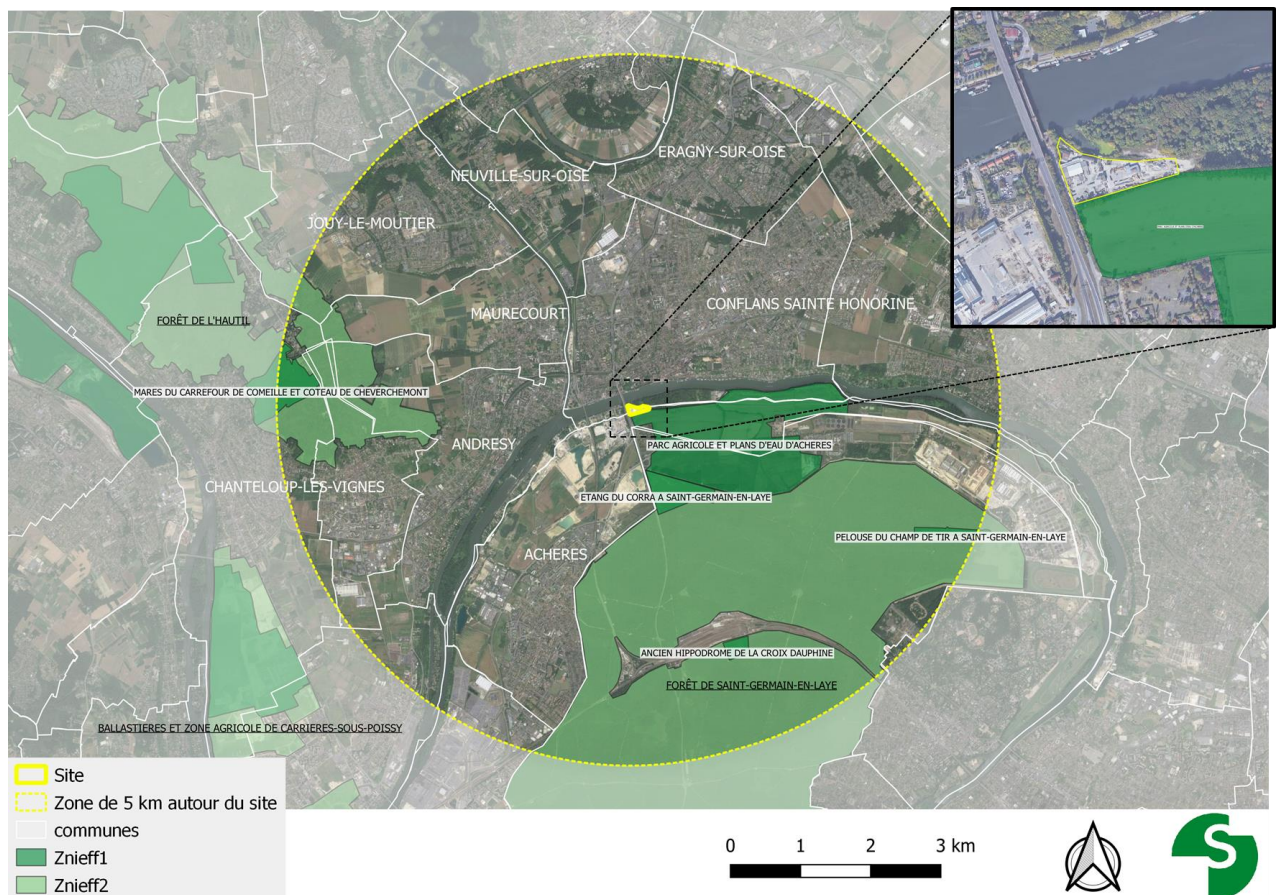 ERAGNY-SUR-OISE
NEUVILLE-SUR-OISE
JOUY-LE-MOUTIER
CONFLANS SAINTE HONORINE
MAURECOURT
FORÊT DE L'HAUTIL
MARES DU CARREFOUR DE COMEILLE ET COTEAU DE CHEVERCHEMONT
ANDRESY
PARC AGRICOLE ET PLANS D'EAU D'ACHERES
CHANTELOUP-LES-VIGNES
ETANG DU CORRA A SAINT-GERMAIN-EN-LAYE
PELOUSE DU CHAMP DE TIR A SAINT-GERMAIN-EN-LAYE
ACHERES
ANCIEN HIPPODROME DE LA CROIX DAUPHINE
FORÊT DE SAINT-GERMAIN-EN-LAYE
BALLASTIERES ET ZONE AGRICOLE DE CARRIERES-SOUS-POISSY
Site
Zone de 5 km autour du site
communes
Znieff1
Znieff2
0 1 2 3 km
S